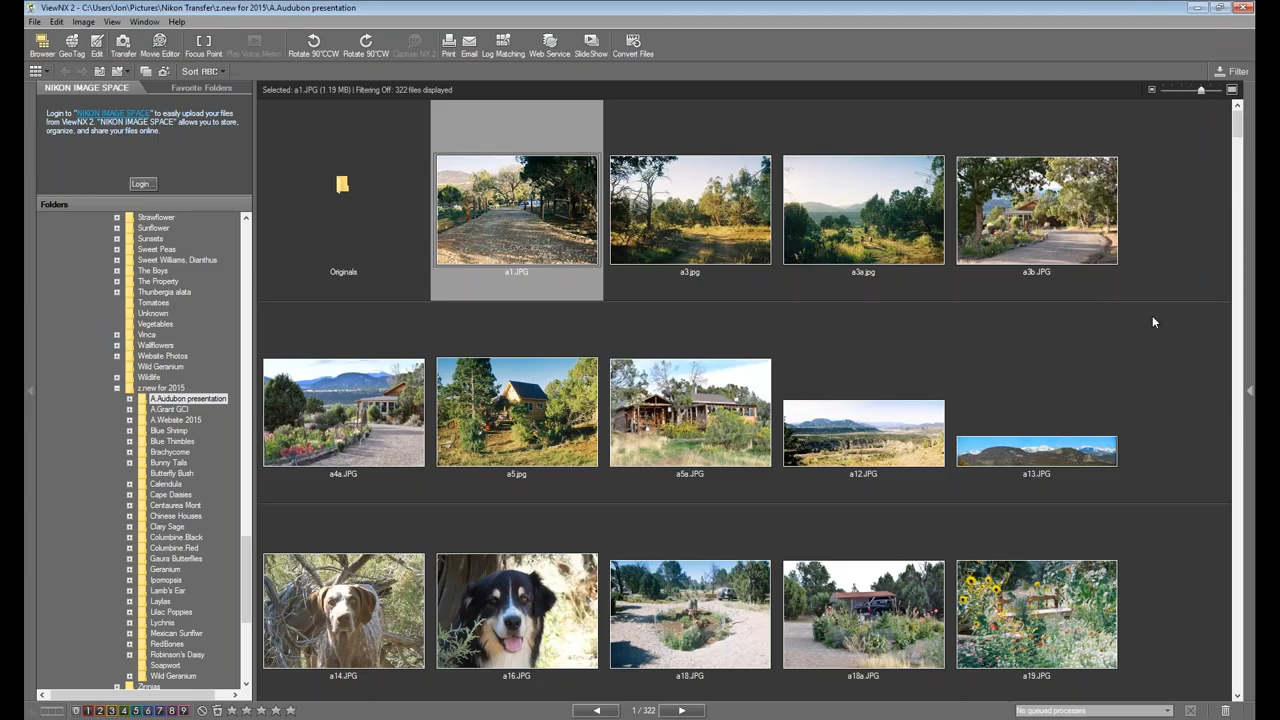 ViewNX 2 - C:\Users\Jon\Pictures\Nikon Transfer\z.new for 2015\A.Audubon presentation
File Edit Image View Window Help
Browser GeoTag Edit Transfer Movie Editor Focus Point Play Voice Memo Rotate 90°CCW Rotate 90°CW Capture NX 2 Print Email Log Matching Web Service SlideShow Convert Files
Sort ABC Filter
NIKON IMAGE SPACE Favorite Folders
Selected: a1.JPG (1.19 MB) | Filtering Off: 322 files displayed
Login to "NIKON IMAGE SPACE" to easily upload your files
from ViewNX 2. "NIKON IMAGE SPACE" allows you to store,
organize, and share your files online.
Login...
Folders
Strawflower
Sunflower
Sunsets
Sweet Peas
Sweet Williams, Dianthus
The Boys
The Property
Thunbergia alata
Tomatoes
Unknown
Vegetables
Vinca
Wallflowers
Website Photos
Wild Geranium
Wildlife
z.new for 2015
A.Audubon presentation
A.Grant GCI
A.Website 2015
Blue Shrimp
Blue Thimbles
Brachycome
Bunny Tails
Butterfly Bush
Calendula
Cape Daisies
Centaurea Mont
Chinese Houses
Clary Sage
Columbine.Black
Columbine.Red
Gaura Butterflies
Geranium
Ipomopsis
Lamb's Ear
Laylas
Lilac Poppies
Lychnis
Mexican Sunflwr
RedBones
Robinson's Daisy
Soapwort
Wild Geranium
Zinnias
Originals a1.JPG a3.jpg a3a.jpg a3b.JPG
a4a.JPG a5.jpg a5a.JPG a12.JPG a13.JPG
a14.JPG a16.JPG a18.JPG a18a.JPG a19.JPG
0 1 2 3 4 5 6 7 8 9
1 / 322
No queued processes